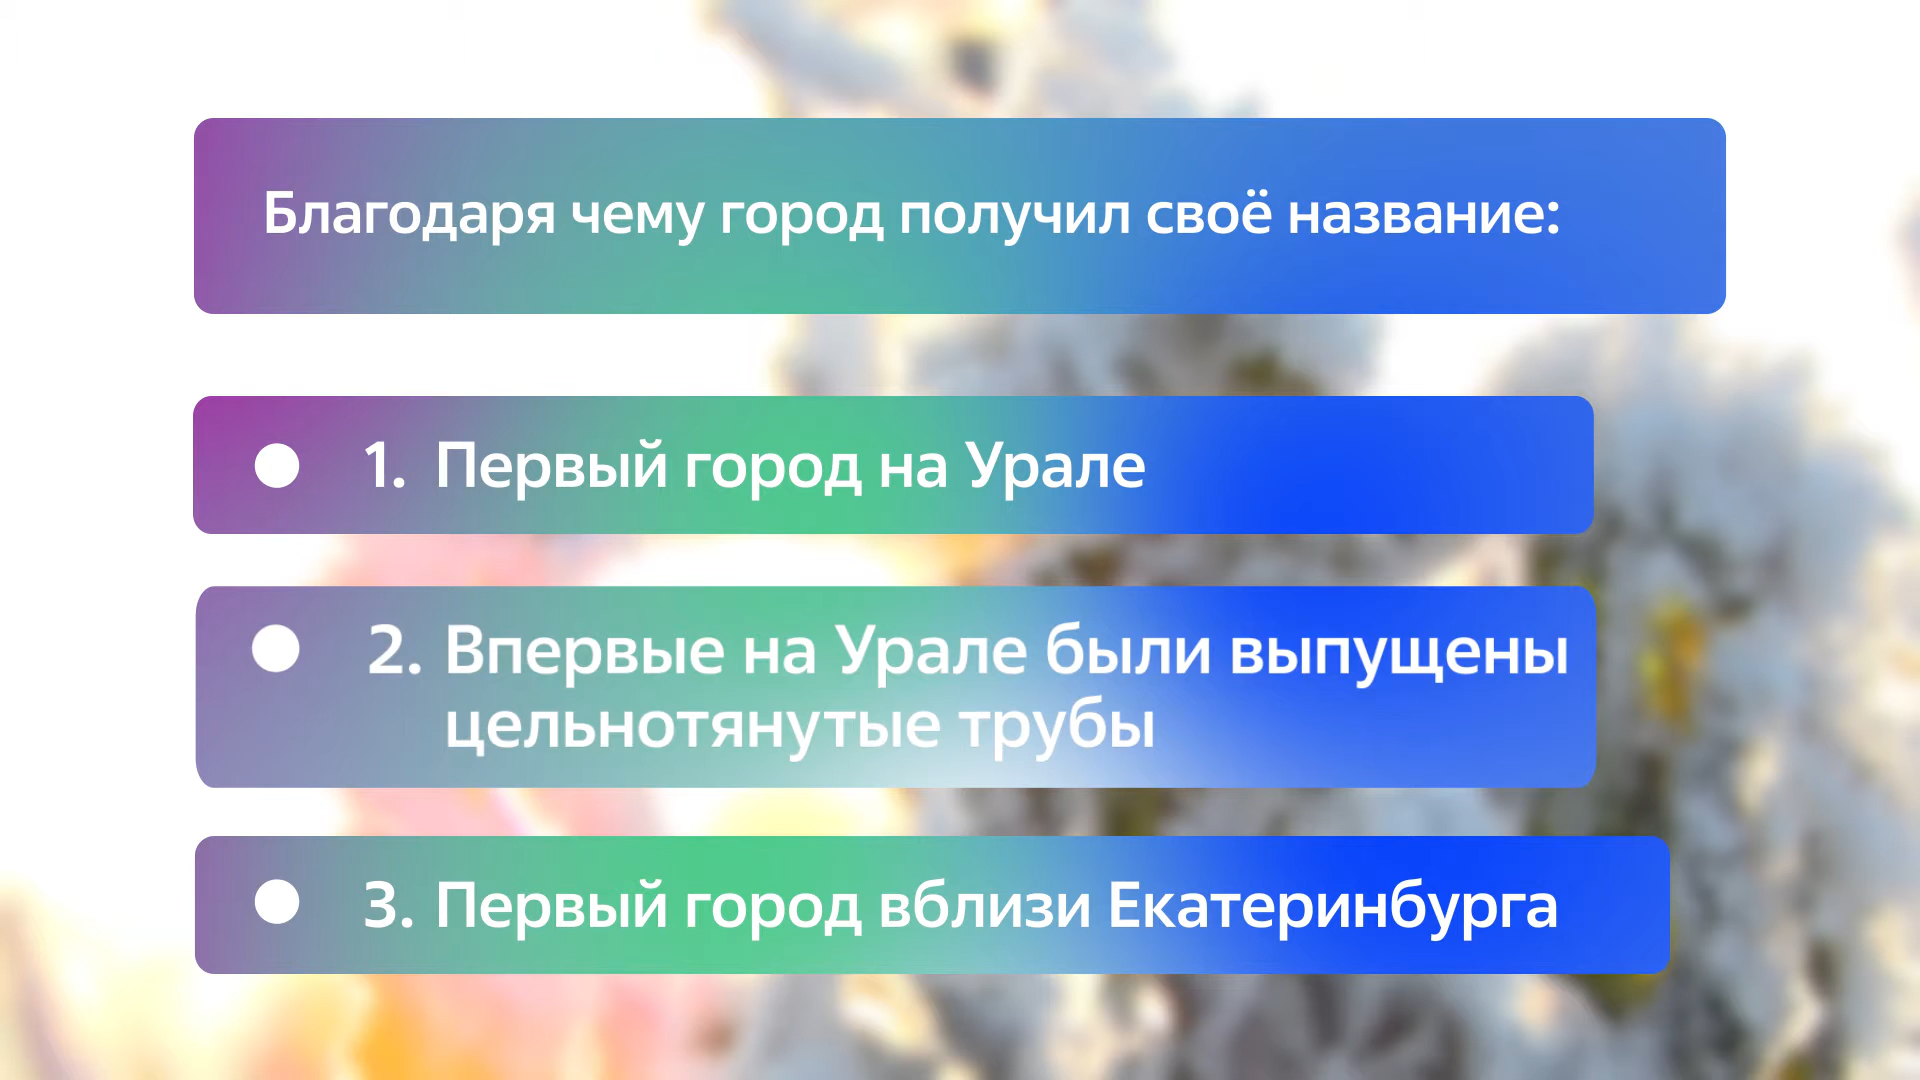 Благодаря чему город получил своё название:
1. Первый город на Урале
2. Впервые на Урале были выпущены
цельнотянутые трубы
3. Первый город вблизи Екатеринбурга